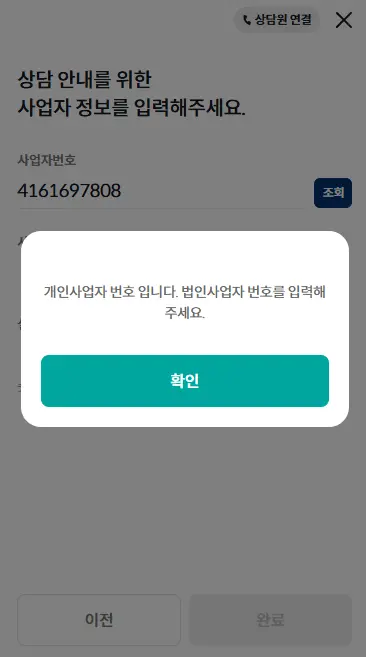 상담원 연결
상담 안내를 위한
사업자 정보를 입력해주세요.
사업자번호
4161697808
조회
개인사업자 번호 입니다. 법인사업자 번호를 입력해
주세요.
확인
이전
완료